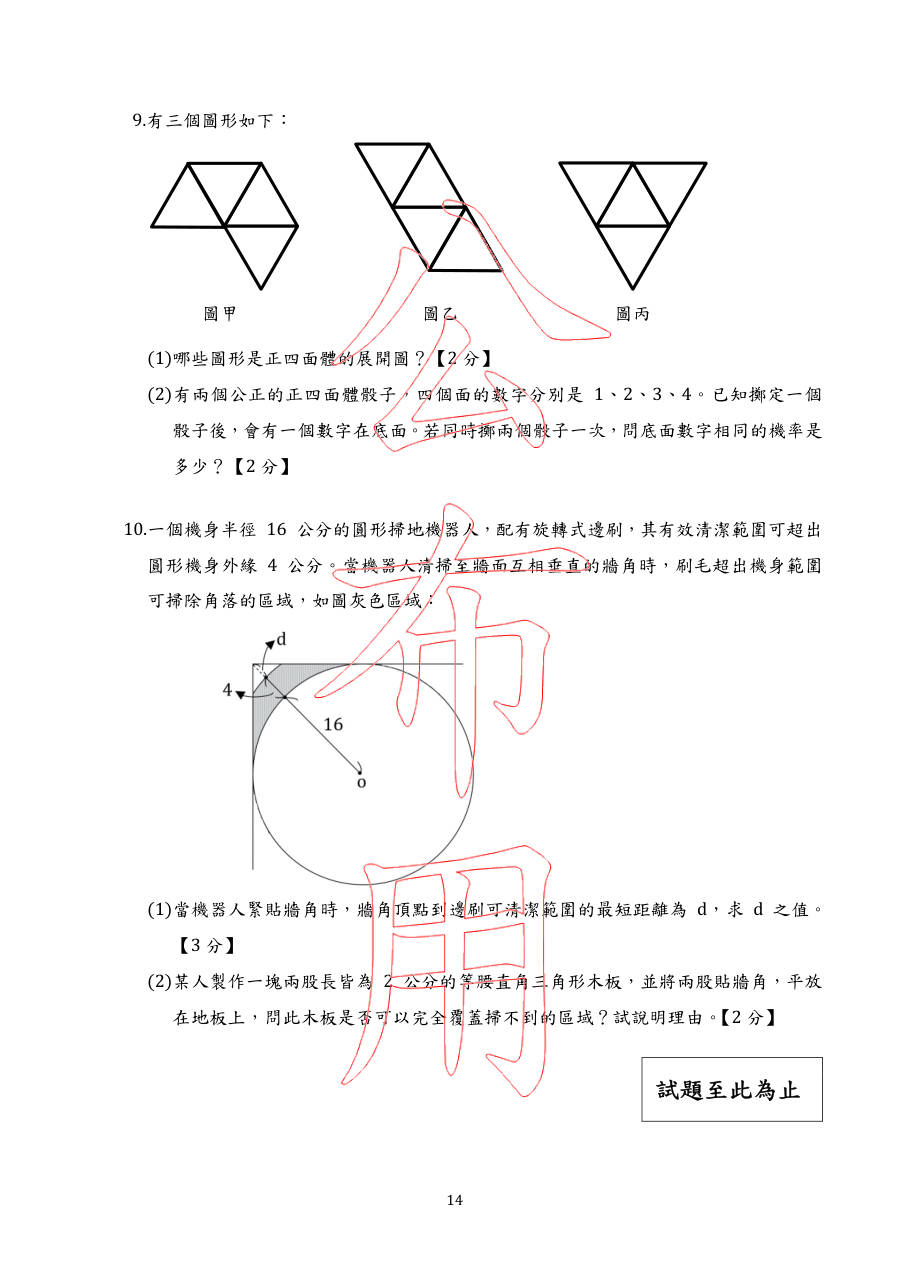 9.有三個圖形如下：
圖甲
圖乙
圖丙
(1)哪些圖形是正四面體的展開圖？【2 分】
(2)有兩個公正的正四面體骰子，四個面的數字分別是 1、2、3、4。已知擲定一個
骰子後，會有一個數字在底面。若同時擲兩個骰子一次，問底面數字相同的機率是
多少？【2 分】
10.一個機身半徑 16 公分的圓形掃地機器人，配有旋轉式邊刷，其有效清潔範圍可超出
圓形機身外緣 4 公分。當機器人清掃至牆面互相垂直的牆角時，刷毛超出機身範圍
可掃除角落的區域，如圖灰色區域：
d
4
16
o
(1)當機器人緊貼牆角時，牆角頂點到邊刷可清潔範圍的最短距離為 d，求 d 之值。
【3 分】
(2)某人製作一塊兩股長皆為 2 公分的等腰直角三角形木板，並將兩股貼牆角，平放
在地板上，問此木板是否可以完全覆蓋掃不到的區域？試說明理由。【2 分】
試題至此為止
14
公
布
用